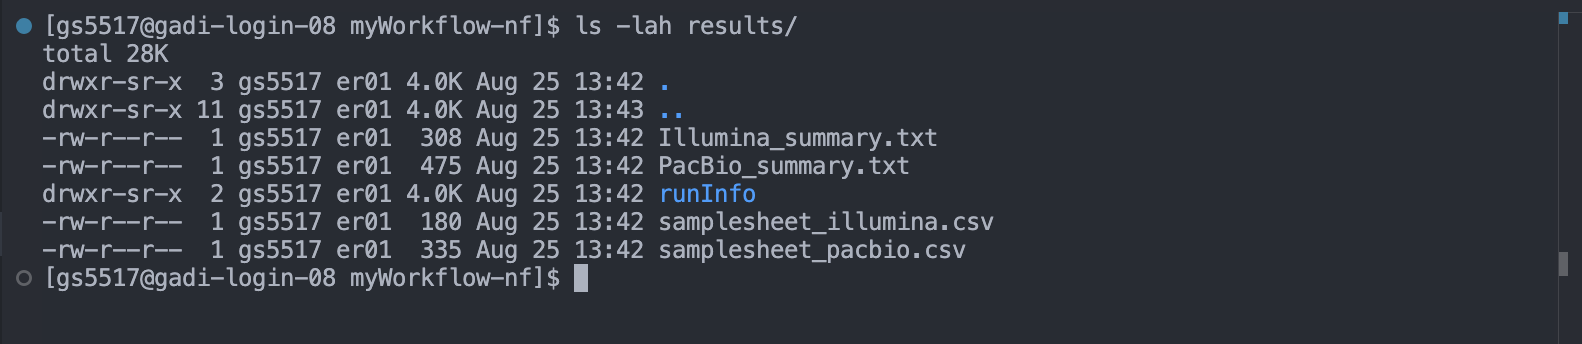 [gs5517@gadi-login-08 myWorkflow-nf]$ ls -lah results/
total 28K
drwxr-sr-x  3 gs5517 er01 4.0K Aug 25 13:42 .
drwxr-sr-x 11 gs5517 er01 4.0K Aug 25 13:43 ..
-rw-r--r--  1 gs5517 er01  308 Aug 25 13:42 Illumina_summary.txt
-rw-r--r--  1 gs5517 er01  475 Aug 25 13:42 PacBio_summary.txt
drwxr-sr-x  2 gs5517 er01 4.0K Aug 25 13:42 runInfo
-rw-r--r--  1 gs5517 er01  180 Aug 25 13:42 samplesheet_illumina.csv
-rw-r--r--  1 gs5517 er01  335 Aug 25 13:42 samplesheet_pacbio.csv
[gs5517@gadi-login-08 myWorkflow-nf]$